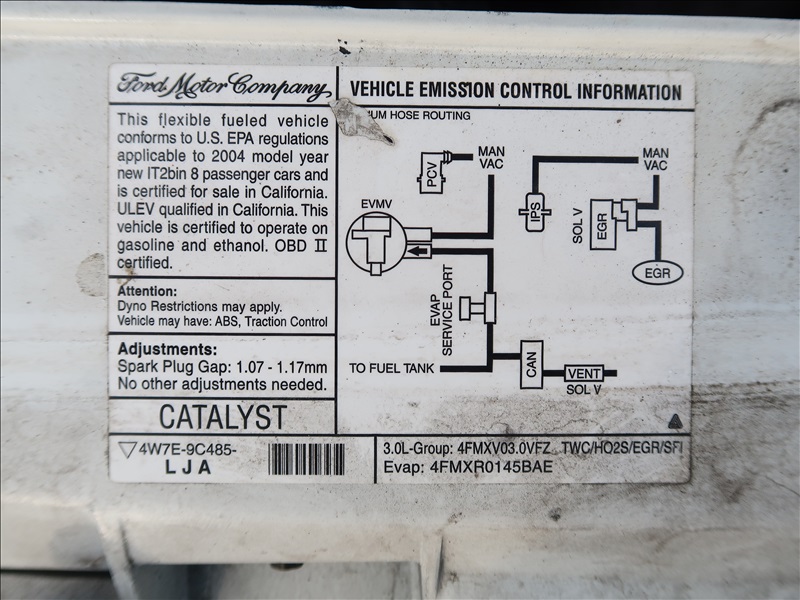 Ford Motor Company
This flexible fueled vehicle
conforms to U.S. EPA regulations
applicable to 2004 model year
new IT2bin 8 passenger cars and
is certified for sale in California.
ULEV qualified in California. This
vehicle is certified to operate on
gasoline and ethanol. OBD II
certified.
Attention:
Dyno Restrictions may apply.
Vehicle may have: ABS, Traction Control
Adjustments:
Spark Plug Gap: 1.07 - 1.17mm
No other adjustments needed.
CATALYST
4W7E-9C485-
LJA
VEHICLE EMISSION CONTROL INFORMATION
HOSE ROUTING
PCV
MAN
VAC
EVMV
IPS
MAN
VAC
SOL V
EGR
EGR
EVAP
SERVICE PORT
TO FUEL TANK
CAN
VENT
SOL V
3.0L-Group: 4FMXV03.0VFZ TWC/HO2S/EGR/SFI
Evap: 4FMXR0145BAE